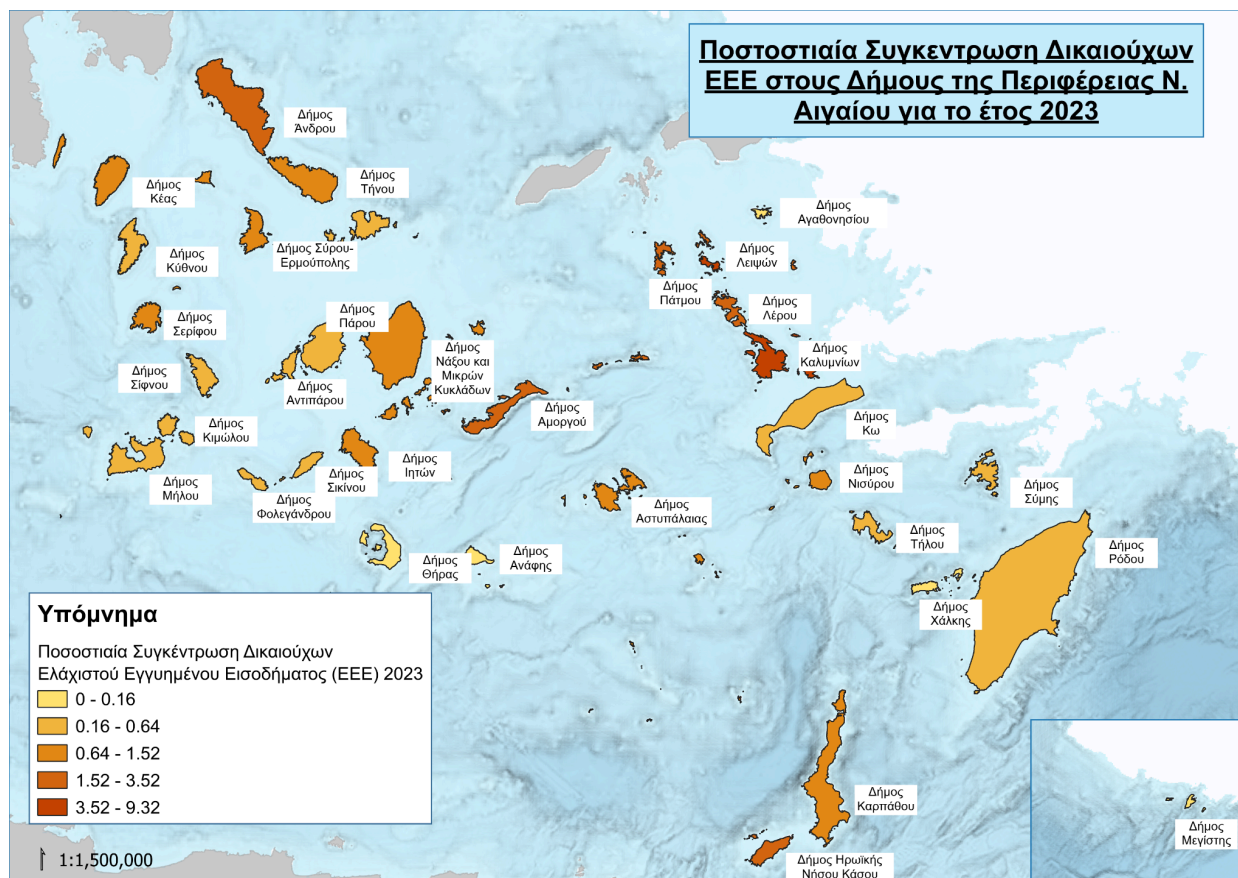 Ποστοστιαία Συγκεντρωση Δικαιούχων
ΕΕΕ στους Δήμους της Περιφέρειας Ν.
Αιγαίου για το έτος 2023
Δήμος
Άνδρου
Δήμος
Κέας
Δήμος
Τήνου
Δήμος
Αγαθονησίου
Δήμος
Κύθνου
Δήμος Σύρου-
Ερμούπολης
Δήμος
Λειψών
Δήμος
Πάτμου
Δήμος
Λέρου
Δήμος
Σερίφου
Δήμος
Πάρου
Δήμος
Νάξου και
Μικρών
Κυκλάδων
Δήμος
Καλυμνίων
Δήμος
Σίφνου
Δήμος
Αντιπάρου
Δήμος
Αμοργού
Δήμος
Κω
Δήμος
Κιμώλου
Δήμος
Μήλου
Δήμος
Φολεγάνδρου
Δήμος
Σικίνου
Δήμος
Ιητών
Δήμος
Αστυπάλαιας
Δήμος
Νισύρου
Δήμος
Σύμης
Δήμος
Θήρας
Δήμος
Ανάφης
Δήμος
Τήλου
Δήμος
Ρόδου
Δήμος
Χάλκης
Υπόμνημα
Ποσοστιαία Συγκέντρωση Δικαιούχων
Ελάχιστού Εγγυημένου Εισοδήματος (ΕΕΕ) 2023
0 - 0.16
0.16 - 0.64
0.64 - 1.52
1.52 - 3.52
3.52 - 9.32
1:1,500,000
Δήμος
Καρπάθου
Δήμος Ηρωϊκής
Νήσου Κάσου
Δήμος
Μεγίστης